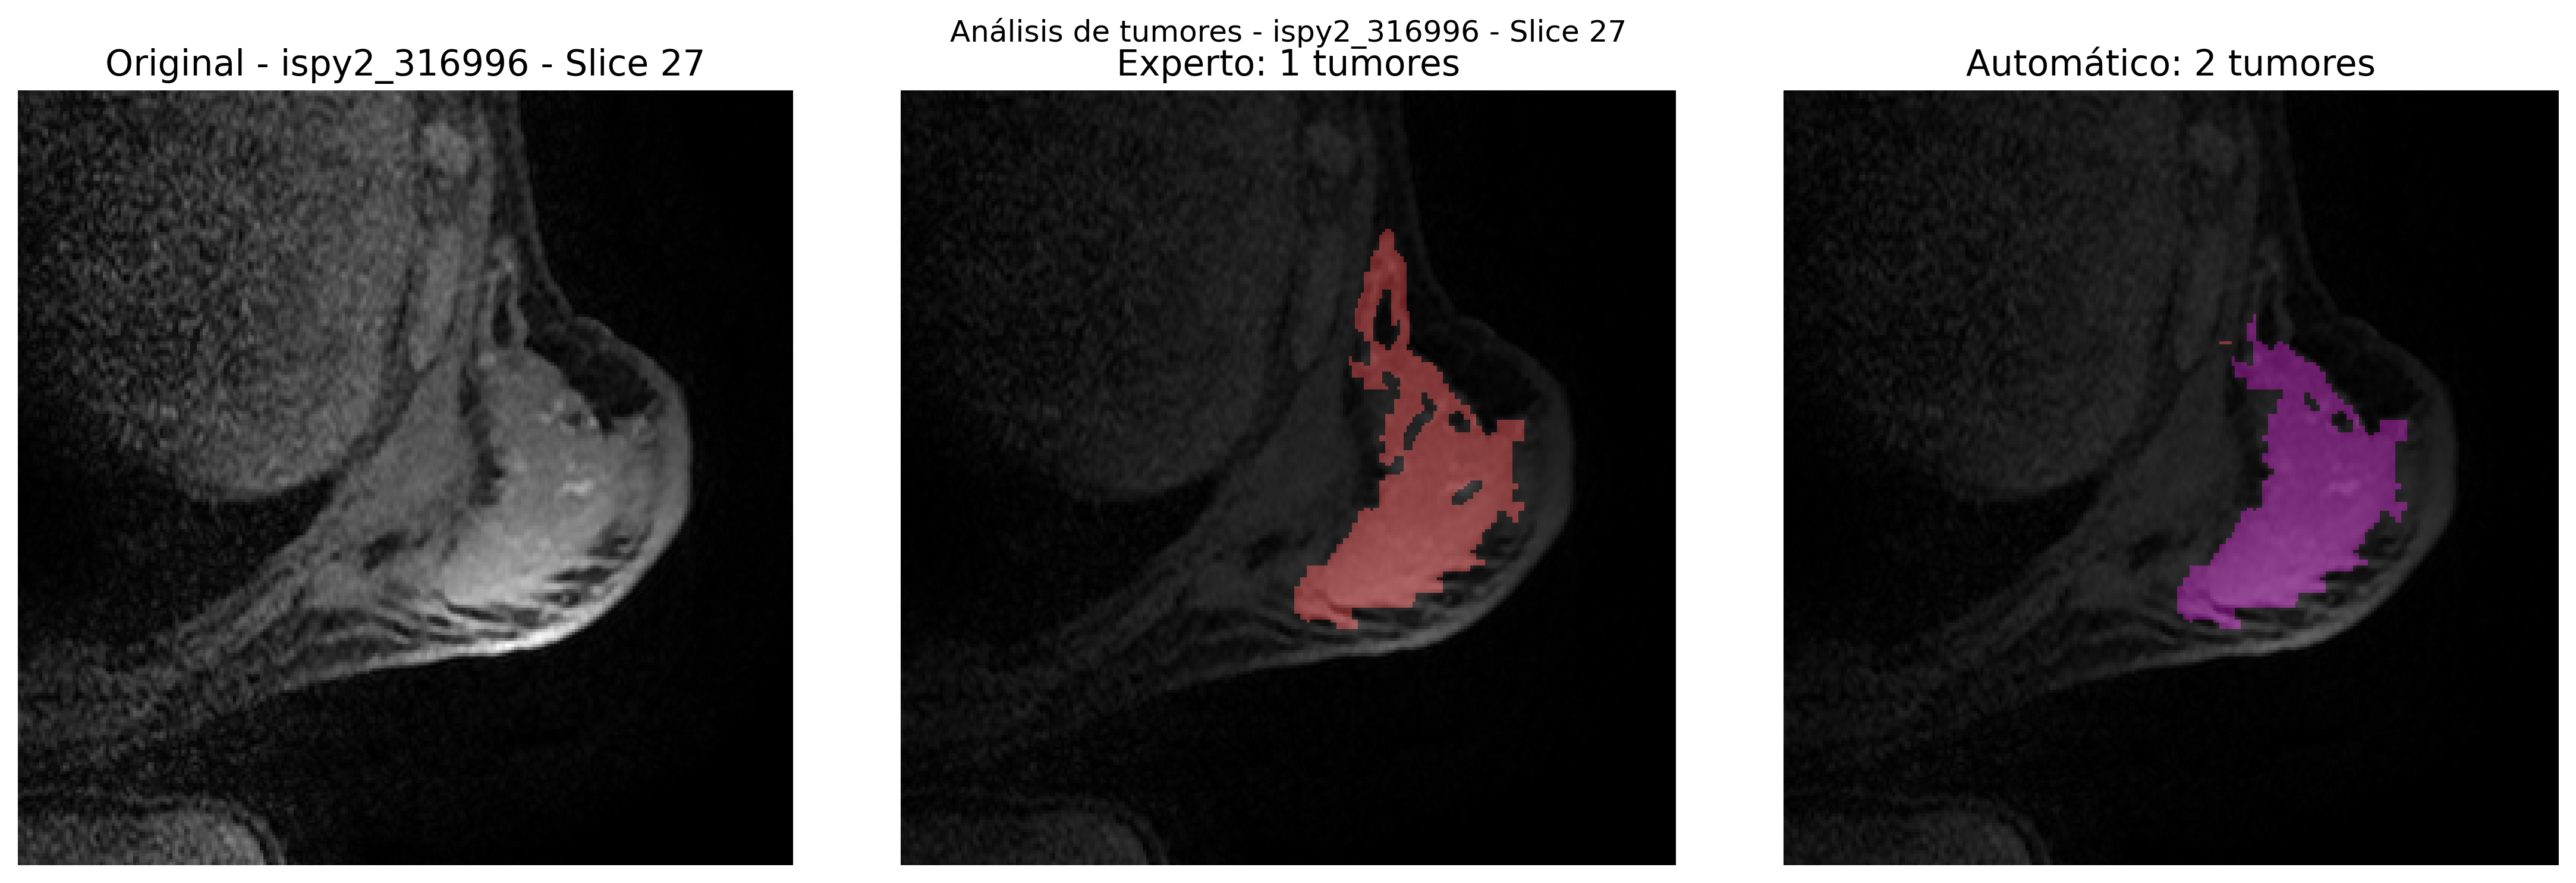 Análisis de tumores - ispy2_316996 - Slice 27
Original - ispy2_316996 - Slice 27
Experto: 1 tumores
Automático: 2 tumores